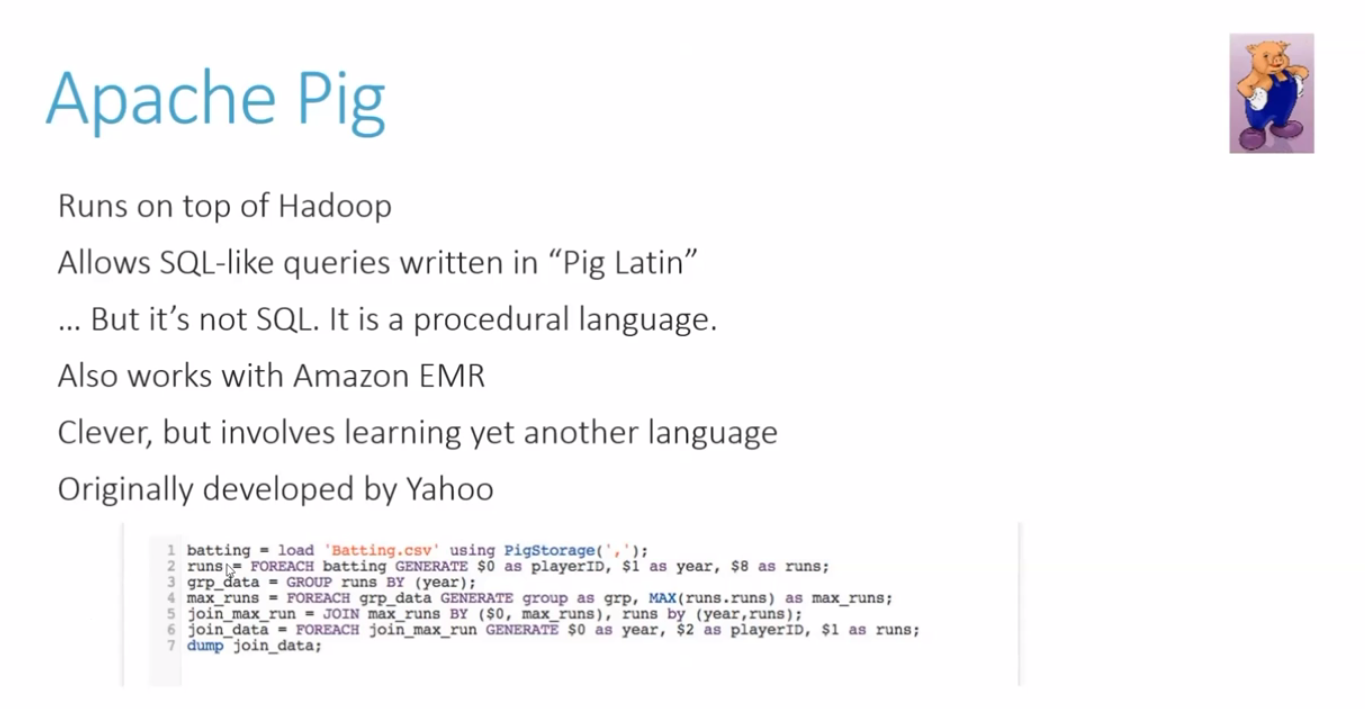 Apache Pig
Runs on top of Hadoop
Allows SQL-like queries written in “Pig Latin”
... But it’s not SQL. It is a procedural language.
Also works with Amazon EMR
Clever, but involves learning yet another language
Originally developed by Yahoo
1 batting = load 'Batting.csv' using PigStorage(',');
2 runs = FOREACH batting GENERATE $0 as playerID, $1 as year, $8 as runs;
3 grp_data = GROUP runs BY (year);
4 max_runs = FOREACH grp_data GENERATE group as grp, MAX(runs.runs) as max_runs;
5 join_max_run = JOIN max_runs BY ($0, max_runs), runs by (year,runs);
6 join_data = FOREACH join_max_run GENERATE $0 as year, $2 as playerID, $1 as runs;
7 dump join_data;